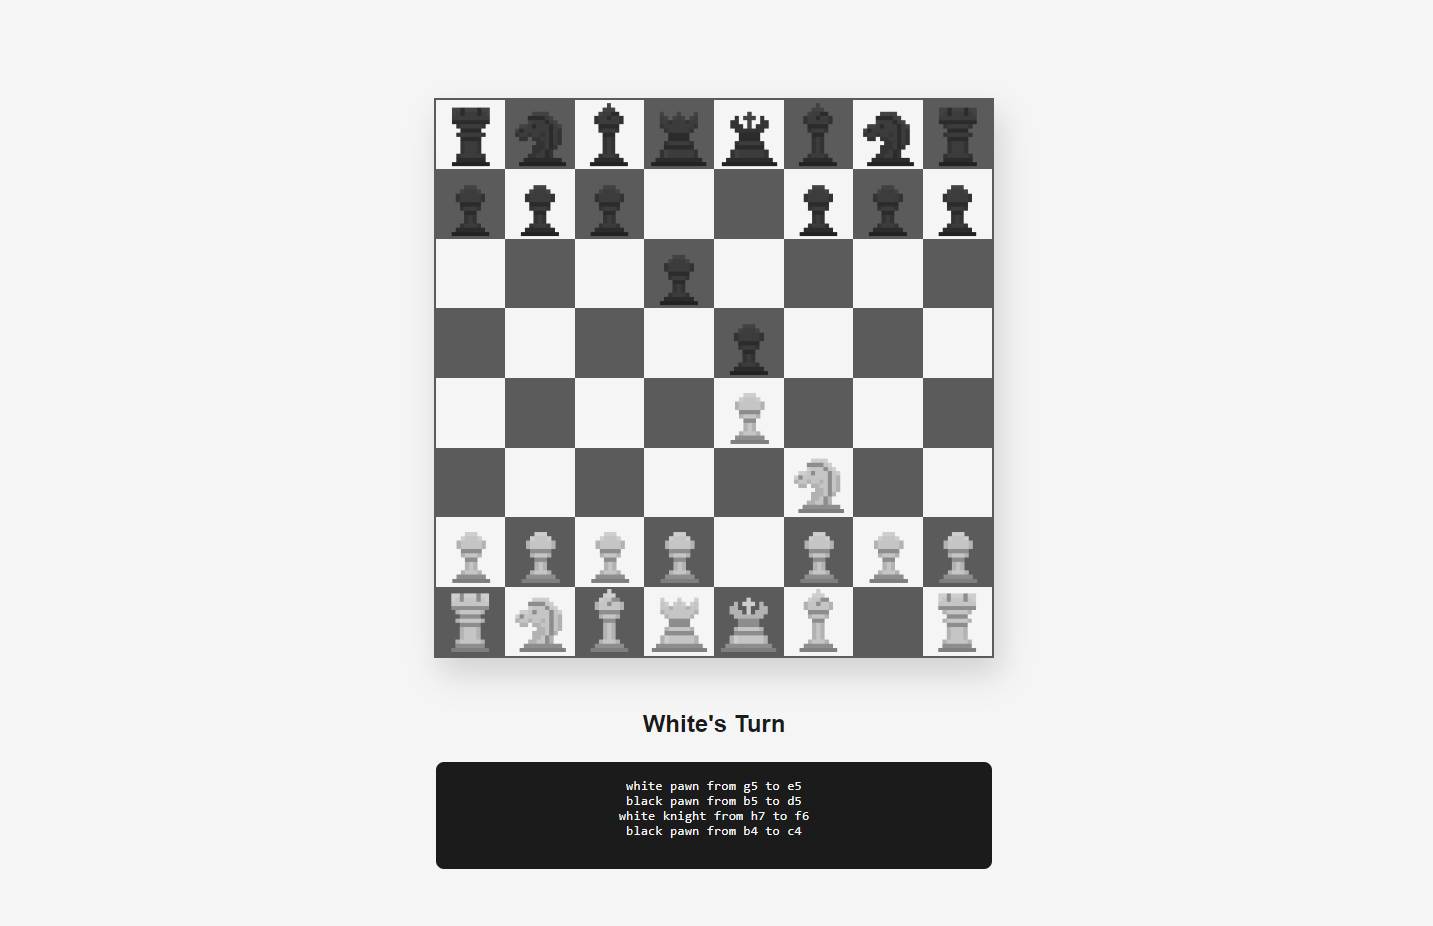 White's Turn
white pawn from g5 to e5
black pawn from b5 to d5
white knight from h7 to f6
black pawn from b4 to c4